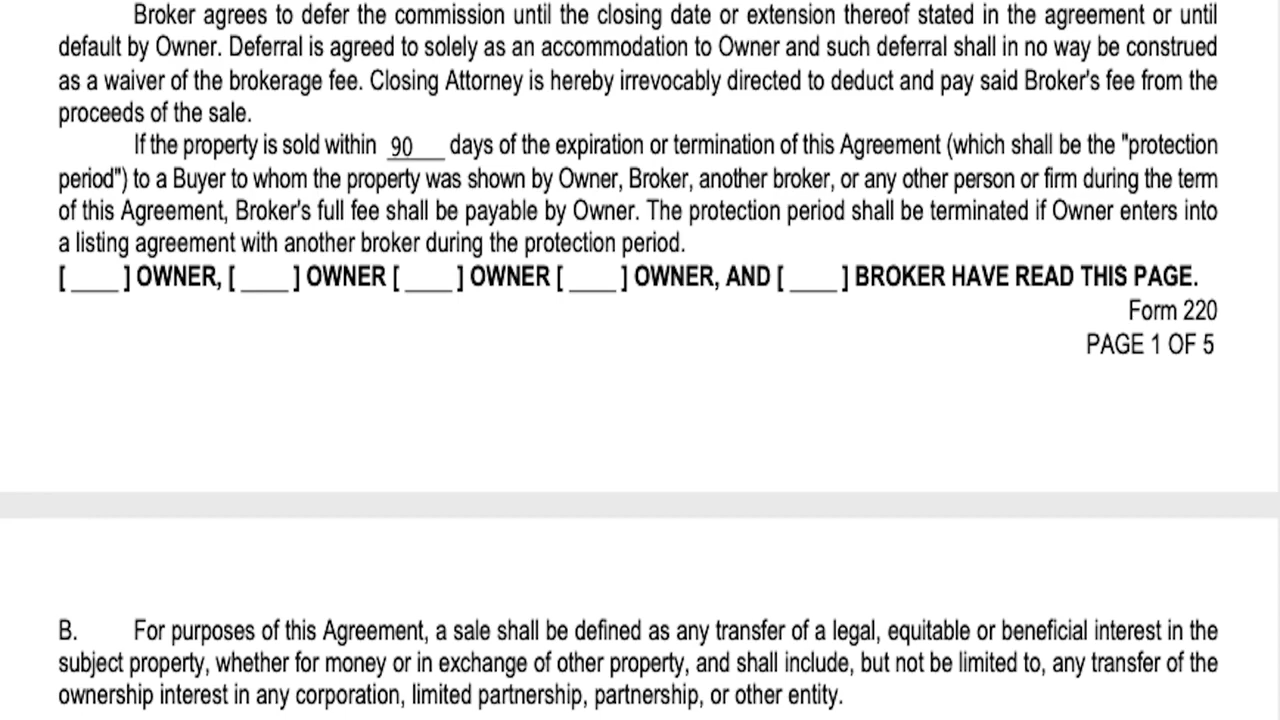 Broker agrees to defer the commission until the closing date or extension thereof stated in the agreement or until
default by Owner. Deferral is agreed to solely as an accommodation to Owner and such deferral shall in no way be construed
as a waiver of the brokerage fee. Closing Attorney is hereby irrevocably directed to deduct and pay said Broker's fee from the
proceeds of the sale.
If the property is sold within 90 days of the expiration or termination of this Agreement (which shall be the "protection
period") to a Buyer to whom the property was shown by Owner, Broker, another broker, or any other person or firm during the term
of this Agreement, Broker's full fee shall be payable by Owner. The protection period shall be terminated if Owner enters into
a listing agreement with another broker during the protection period.
[ ____ ] OWNER, [ ____ ] OWNER [ ____ ] OWNER [ ____ ] OWNER, AND [ ____ ] BROKER HAVE READ THIS PAGE.
Form 220
PAGE 1 OF 5
B. For purposes of this Agreement, a sale shall be defined as any transfer of a legal, equitable or beneficial interest in the
subject property, whether for money or in exchange of other property, and shall include, but not be limited to, any transfer of the
ownership interest in any corporation, limited partnership, partnership, or other entity.